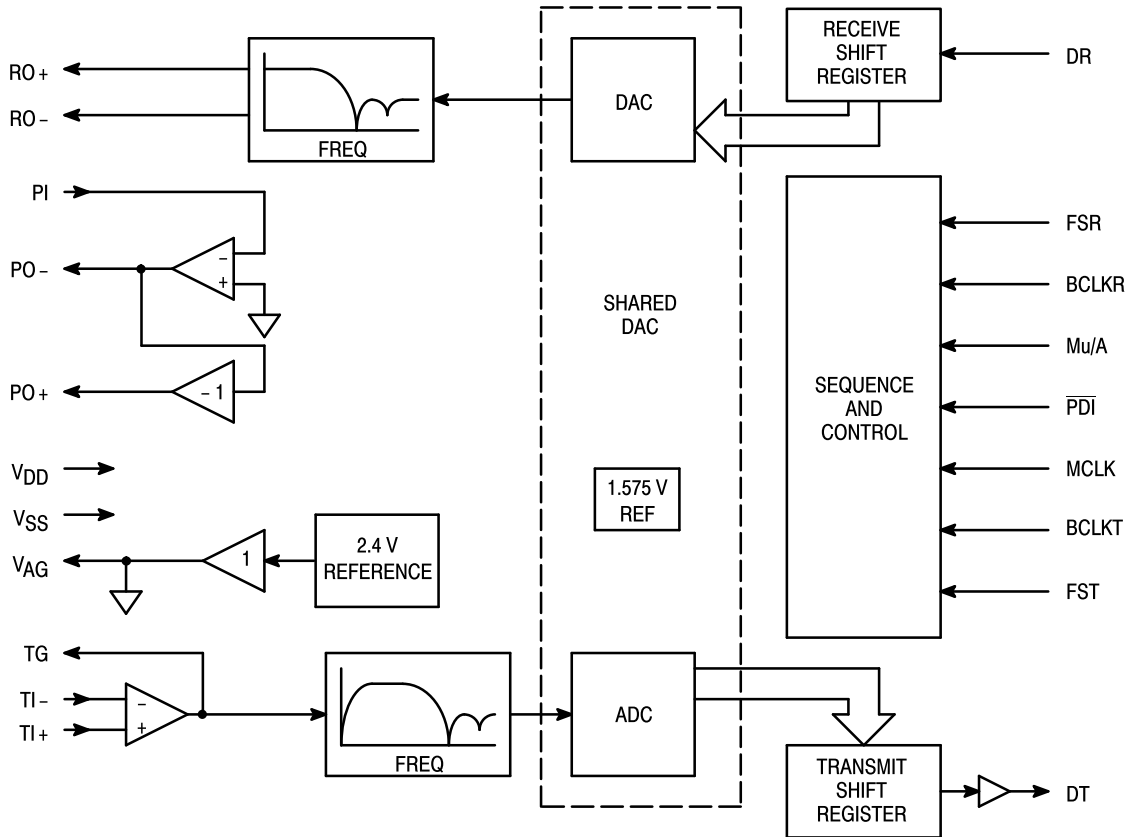 RO+
RO−
FREQ
DAC
RECEIVE
SHIFT
REGISTER
DR
PI
PO−
−
+
PO+
−1
SHARED
DAC
SEQUENCE
AND
CONTROL
FSR
BCLKR
Mu/A
PDI
MCLK
BCLKT
FST
VDD
VSS
VAG
1
2.4 V
REFERENCE
1.575 V
REF
TG
TI−
TI+
−
+
FREQ
ADC
TRANSMIT
SHIFT
REGISTER
DT